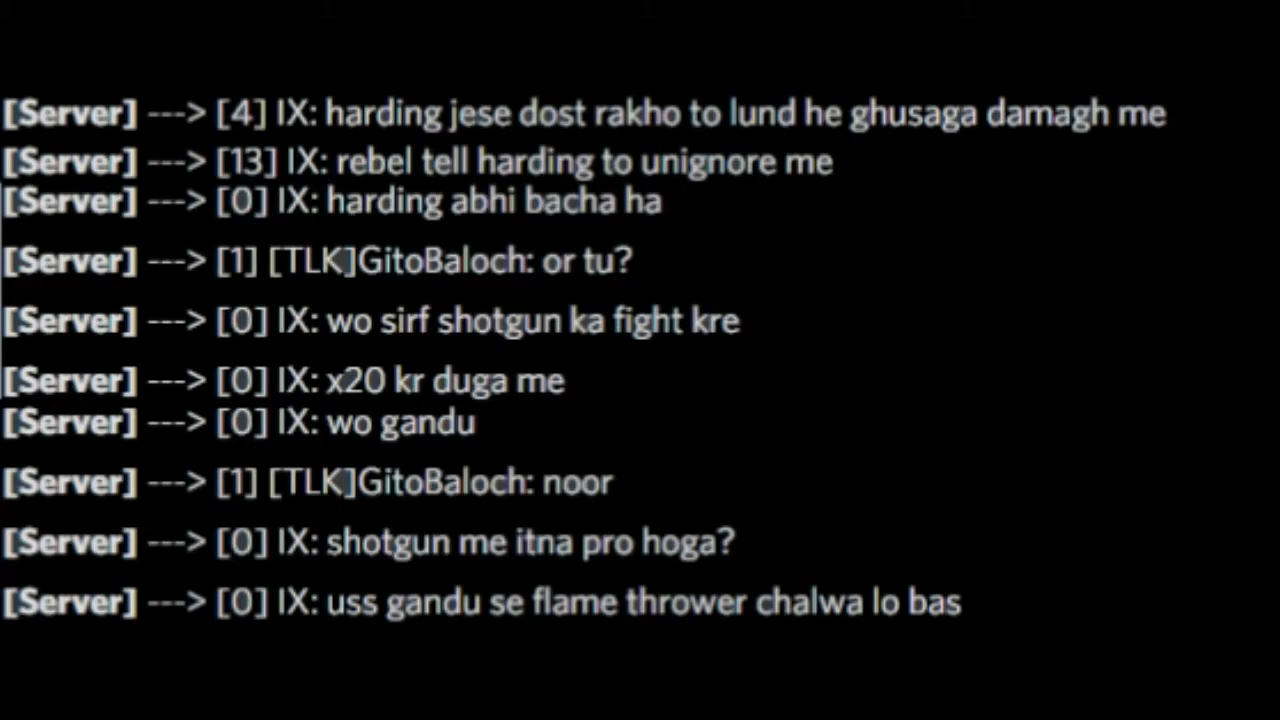 [Server] ---> [4] IX: harding jese dost rakho to lund he ghusaga damagh me
[Server] ---> [13] IX: rebel tell harding to unignore me
[Server] ---> [0] IX: harding abhi bacha ha
[Server] ---> [1] [TLK]GitoBaloch: or tu?
[Server] ---> [0] IX: wo sirf shotgun ka fight kre
[Server] ---> [0] IX: x20 kr duga me
[Server] ---> [0] IX: wo gandu
[Server] ---> [1] [TLK]GitoBaloch: noor
[Server] ---> [0] IX: shotgun me itna pro hoga?
[Server] ---> [0] IX: uss gandu se flame thrower chalwa lo bas